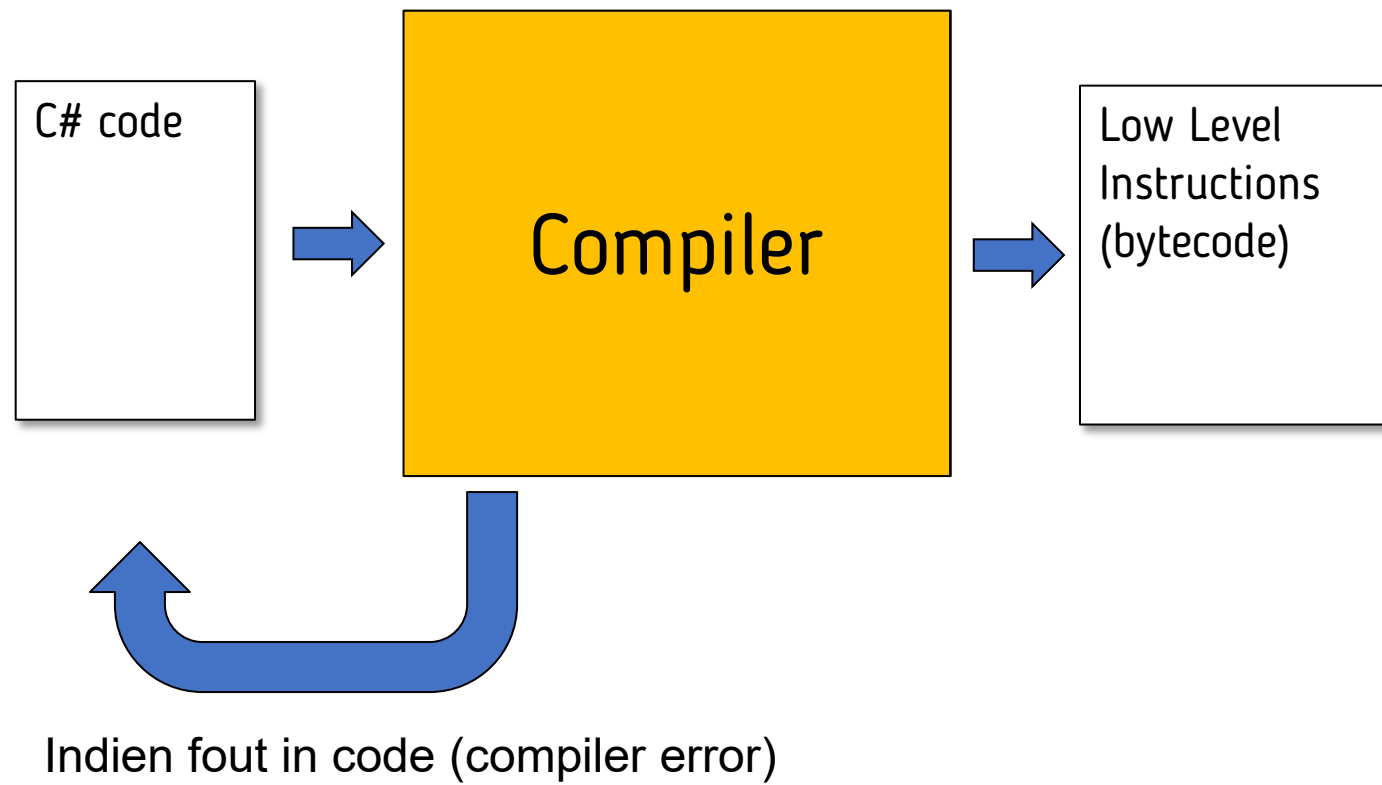 C# code
Compiler
Low Level
Instructions
(bytecode)
Indien fout in code (compiler error)